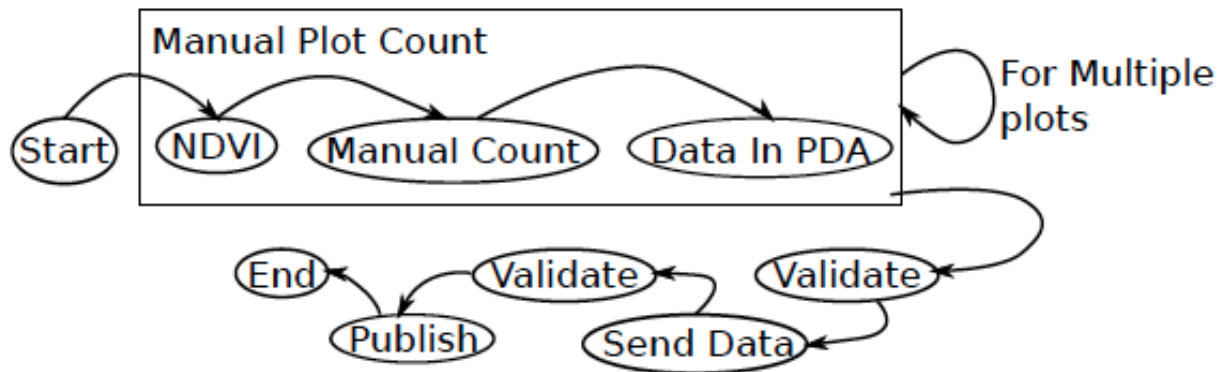 Manual Plot Count
For Multiple
plots
Start
NDVI
Manual Count
Data In PDA
End
Validate
Validate
Publish
Send Data